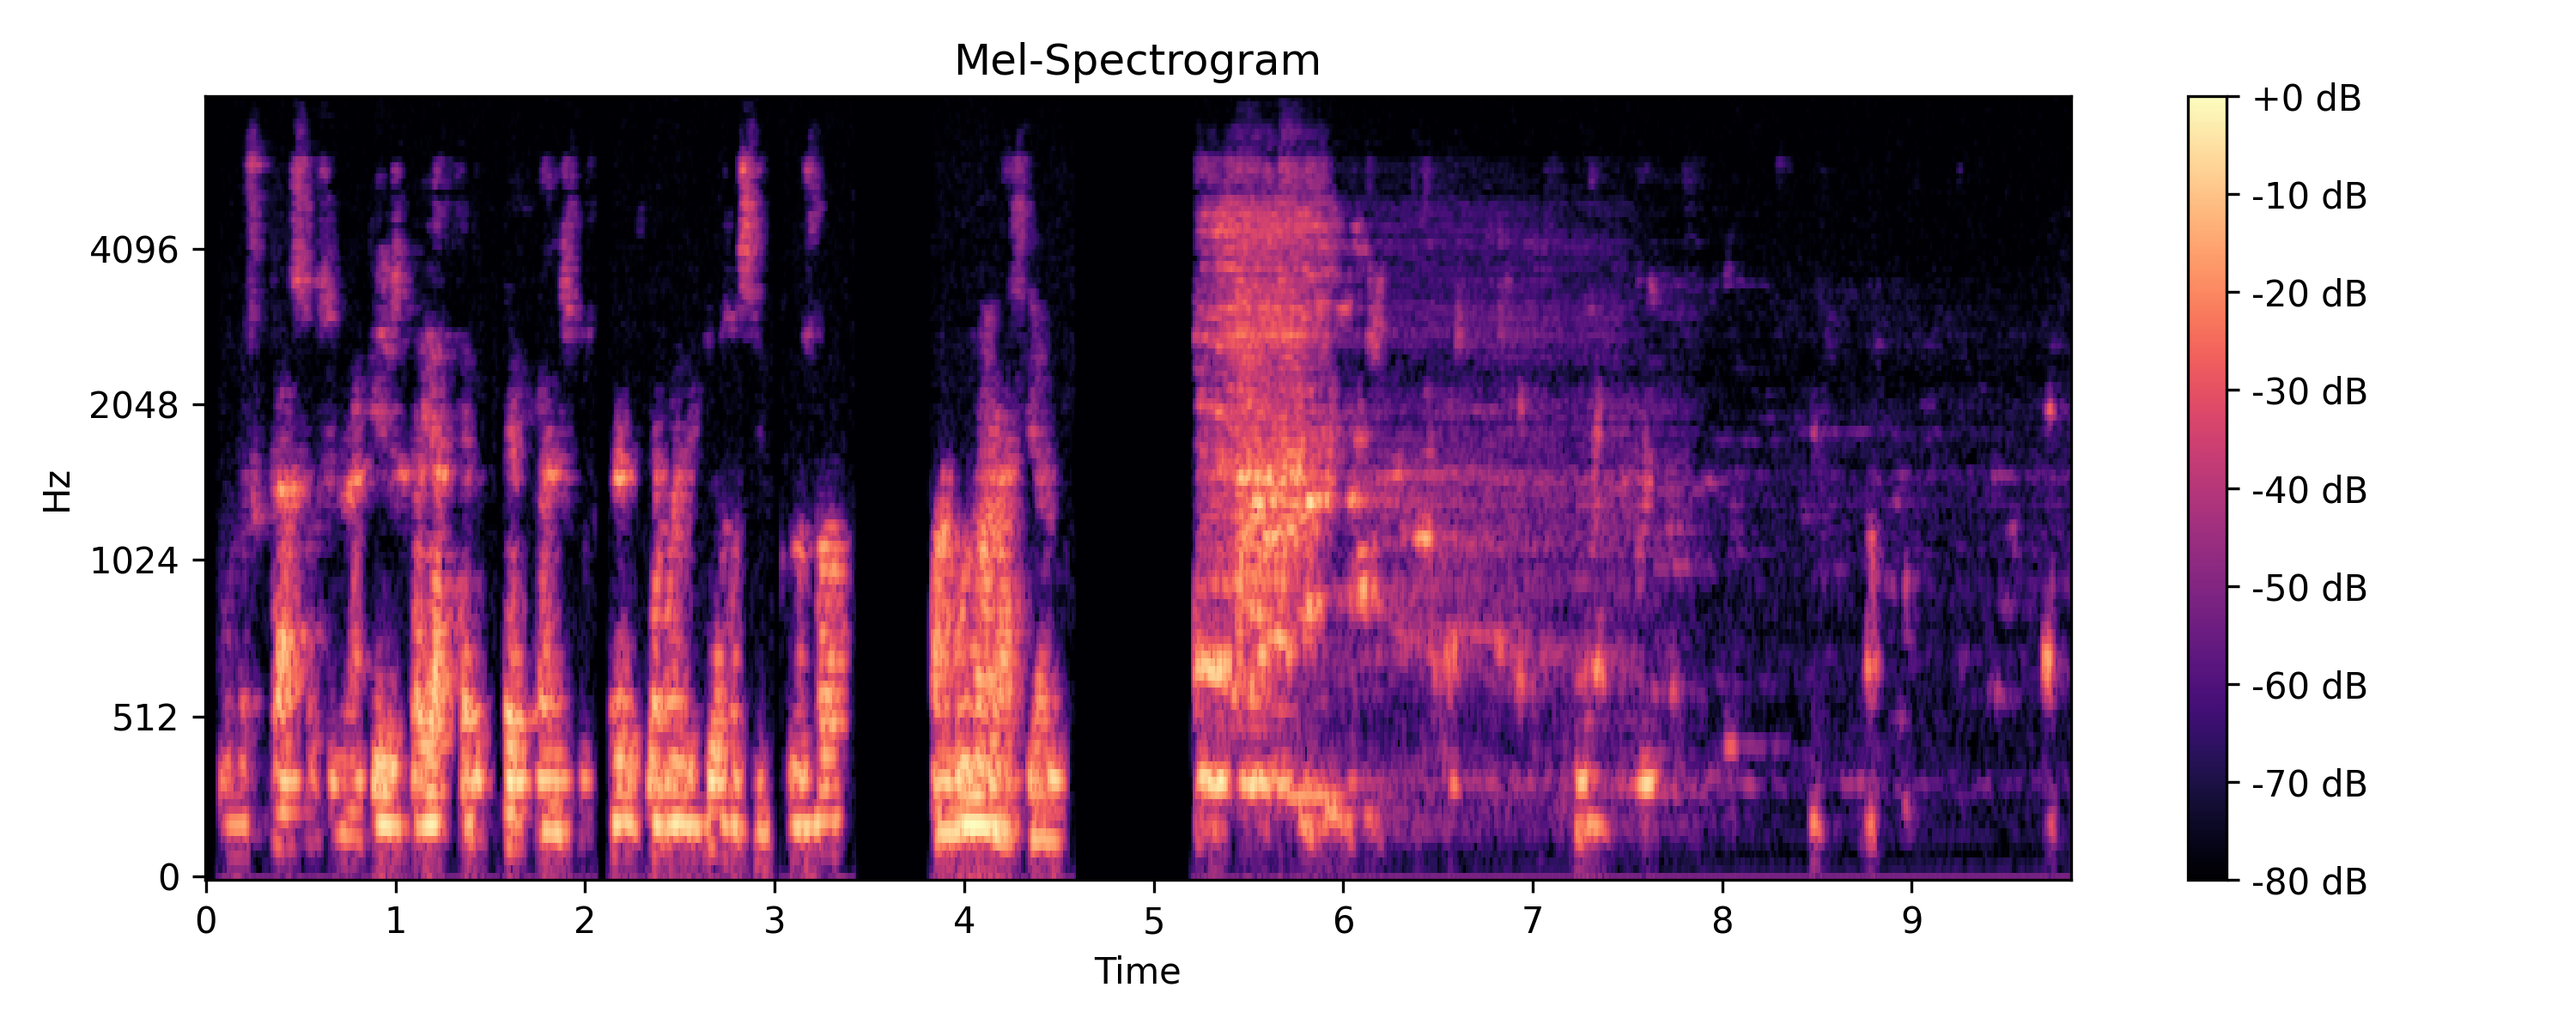 Mel-Spectrogram
+0 dB
-10 dB
-20 dB
-30 dB
-40 dB
-50 dB
-60 dB
-70 dB
-80 dB
Hz
4096
2048
1024
512
0
0 1 2 3 4 5 6 7 8 9
Time